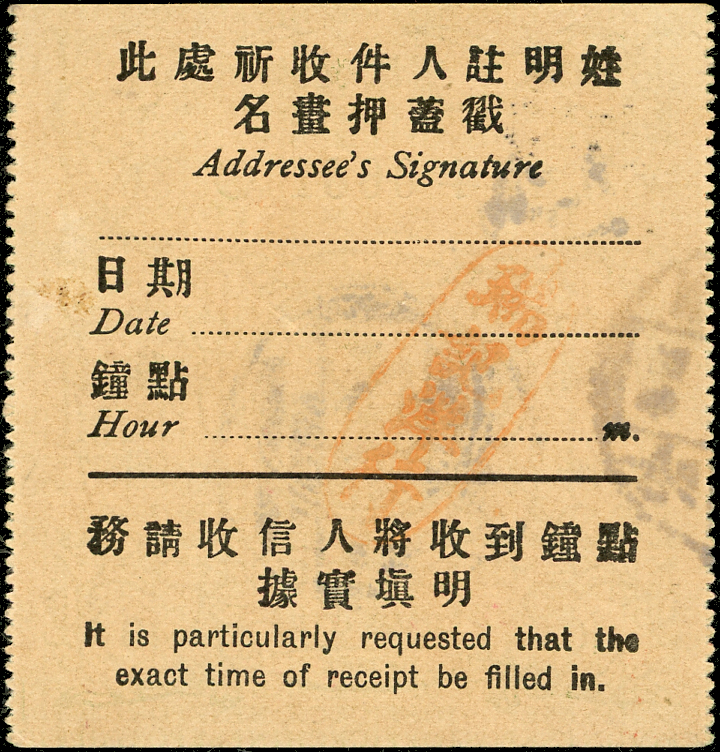 此處祈收件人註明姓
名畫押蓋戳
Addressee's Signature
日期
Date
鐘點
Hour m.
務請收信人將收到鐘點
據實填明
It is particularly requested that the
exact time of receipt be filled in.